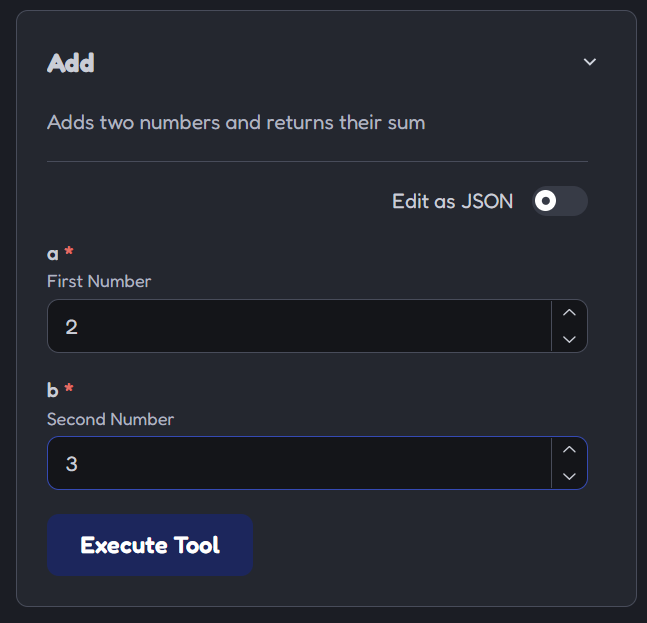 Add
Adds two numbers and returns their sum
Edit as JSON
a *
First Number
2
b *
Second Number
3
Execute Tool